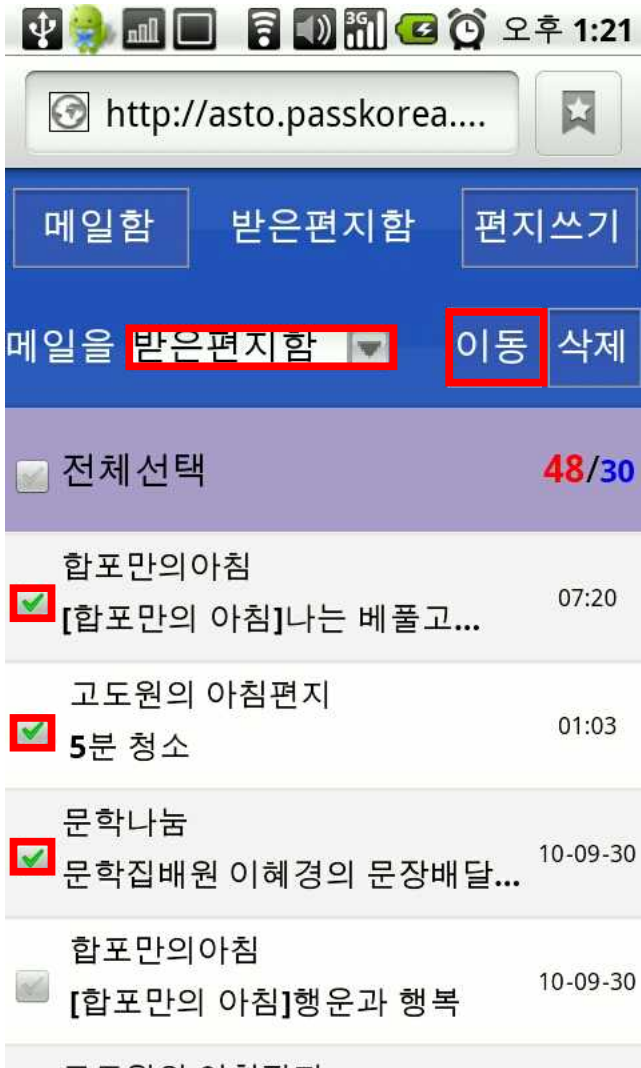 3G 오후 1:21
http://asto.passkorea....
메일함 받은편지함 편지쓰기
메일을 받은편지함 이동 삭제
전체선택 48/30
합포만의아침
[합포만의 아침]나는 베풀고... 07:20
고도원의 아침편지
5분 청소 01:03
문학나눔
문학집배원 이혜경의 문장배달... 10-09-30
합포만의아침
[합포만의 아침]행운과 행복 10-09-30